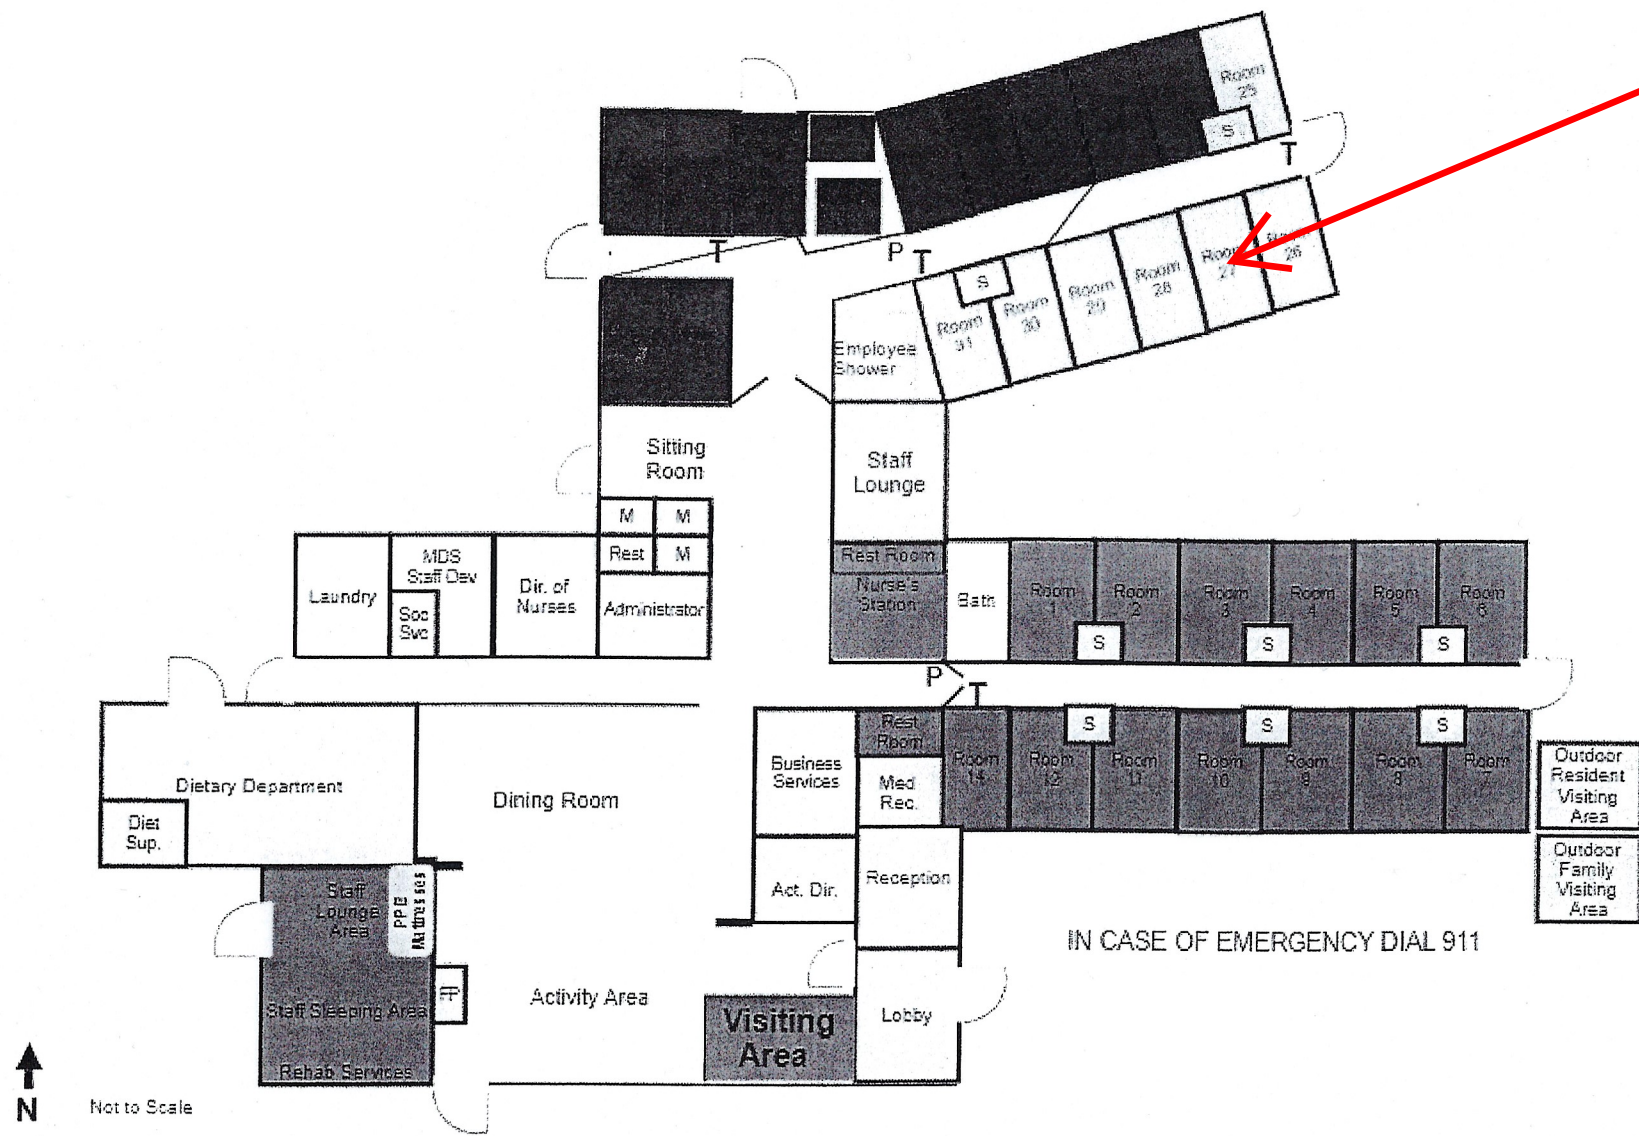 Room
25
S
T
T
P
T
Room
26
Room
27
Room
28
Room
29
Room
30
S
Room
31
Employee
Shower
Sitting
Room
Staff
Lounge
M
M
Rest
M
Administrator
Laundry
MDS
Staff Dev
Soc
Svc
Dir. of
Nurses
Rest Room
Nurse's
Station
Bath
Room
1
Room
2
Room
3
Room
4
Room
5
Room
6
S
S
S
P
T
Rest
Room
Room
14
Room
12
Room
11
Room
10
Room
9
Room
8
Room
7
S
S
S
Business
Services
Med
Rec.
Outdoor
Resident
Visiting
Area
Outdoor
Family
Visiting
Area
Dietary Department
Diet
Sup.
Dining Room
Act. Dir.
Reception
Staff
Lounge
Area
PPE
Mattresses
IN CASE OF EMERGENCY DIAL 911
FP
Staff Sleeping Area
Activity Area
Visiting
Area
Lobby
Rehab Services
N
Not to Scale